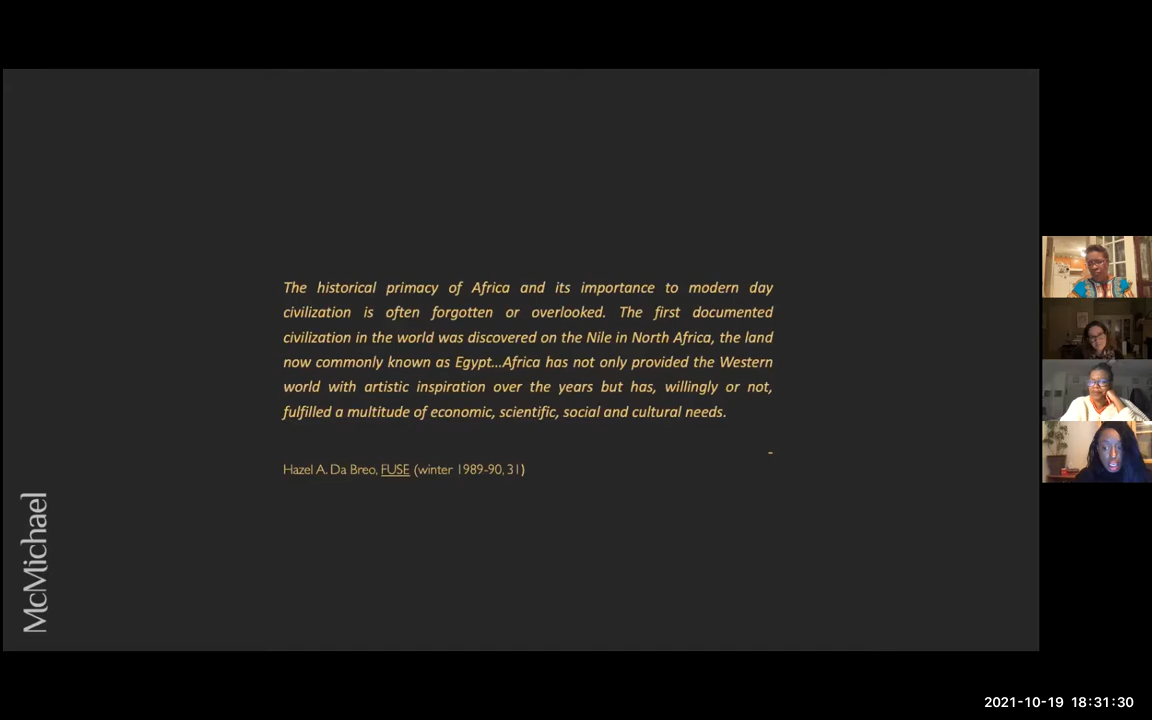 The historical primacy of Africa and its importance to modern day
civilization is often forgotten or overlooked. The first documented
civilization in the world was discovered on the Nile in North Africa, the land
now commonly known as Egypt...Africa has not only provided the Western
world with artistic inspiration over the years but has, willingly or not,
fulfilled a multitude of economic, scientific, social and cultural needs.
-
Hazel A. Da Breo, FUSE (winter 1989-90, 31)
McMichael
2021-10-19 18:31:30